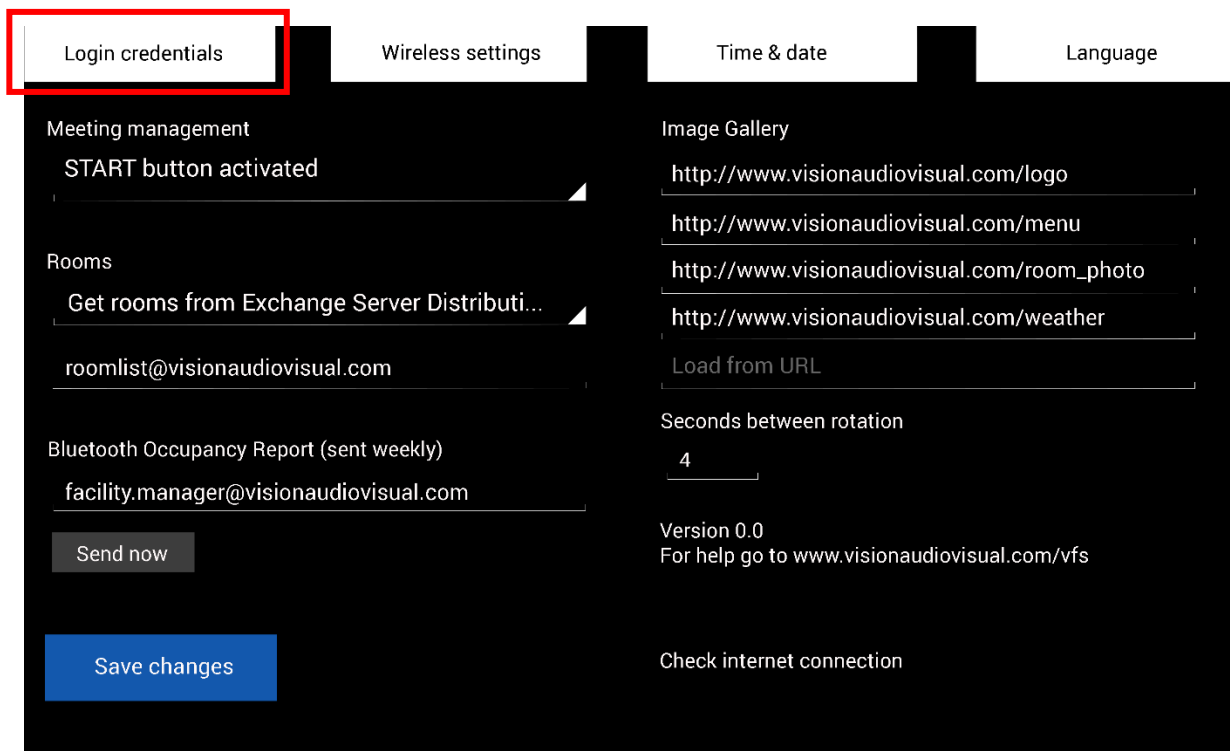 Login credentials
Wireless settings
Time & date
Language
Meeting management
START button activated
Rooms
Get rooms from Exchange Server Distributi...
roomlist@visionaudiovisual.com
Bluetooth Occupancy Report (sent weekly)
facility.manager@visionaudiovisual.com
Send now
Save changes
Image Gallery
http://www.visionaudiovisual.com/logo
http://www.visionaudiovisual.com/menu
http://www.visionaudiovisual.com/room_photo
http://www.visionaudiovisual.com/weather
Load from URL
Seconds between rotation
4
Version 0.0
For help go to www.visionaudiovisual.com/vfs
Check internet connection